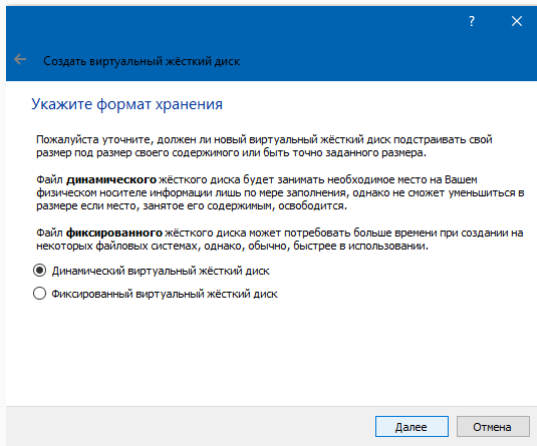 ?
Создать виртуальный жёсткий диск
Укажите формат хранения
Пожалуйста уточните, должен ли новый виртуальный жёсткий диск подстраивать свой
размер под размер своего содержимого или быть точно заданного размера.
Файл динамического жёсткого диска будет занимать необходимое место на Вашем
физическом носителе информации лишь по мере заполнения, однако не сможет уменьшиться в
размере если место, занятое его содержимым, освободится.
Файл фиксированного жёсткого диска может потребовать больше времени при создании на
некоторых файловых системах, однако, обычно, быстрее в использовании.
Динамический виртуальный жёсткий диск
Фиксированный виртуальный жёсткий диск
Далее Отмена